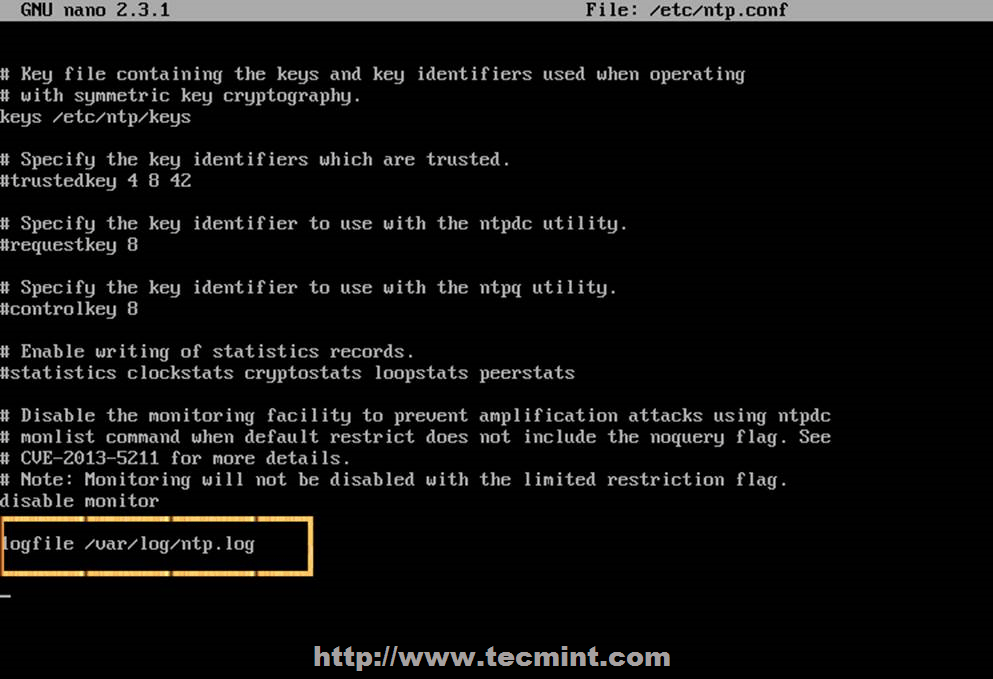 GNU nano 2.3.1 File: /etc/ntp.conf
# Key file containing the keys and key identifiers used when operating
# with symmetric key cryptography.
keys /etc/ntp/keys
# Specify the key identifiers which are trusted.
#trustedkey 4 8 42
# Specify the key identifier to use with the ntpdc utility.
#requestkey 8
# Specify the key identifier to use with the ntpq utility.
#controlkey 8
# Enable writing of statistics records.
#statistics clockstats cryptostats loopstats peerstats
# Disable the monitoring facility to prevent amplification attacks using ntpdc
# monlist command when default restrict does not include the noquery flag. See
# CVE-2013-5211 for more details.
# Note: Monitoring will not be disabled with the limited restriction flag.
disable monitor
logfile /var/log/ntp.log
http://www.tecmint.com